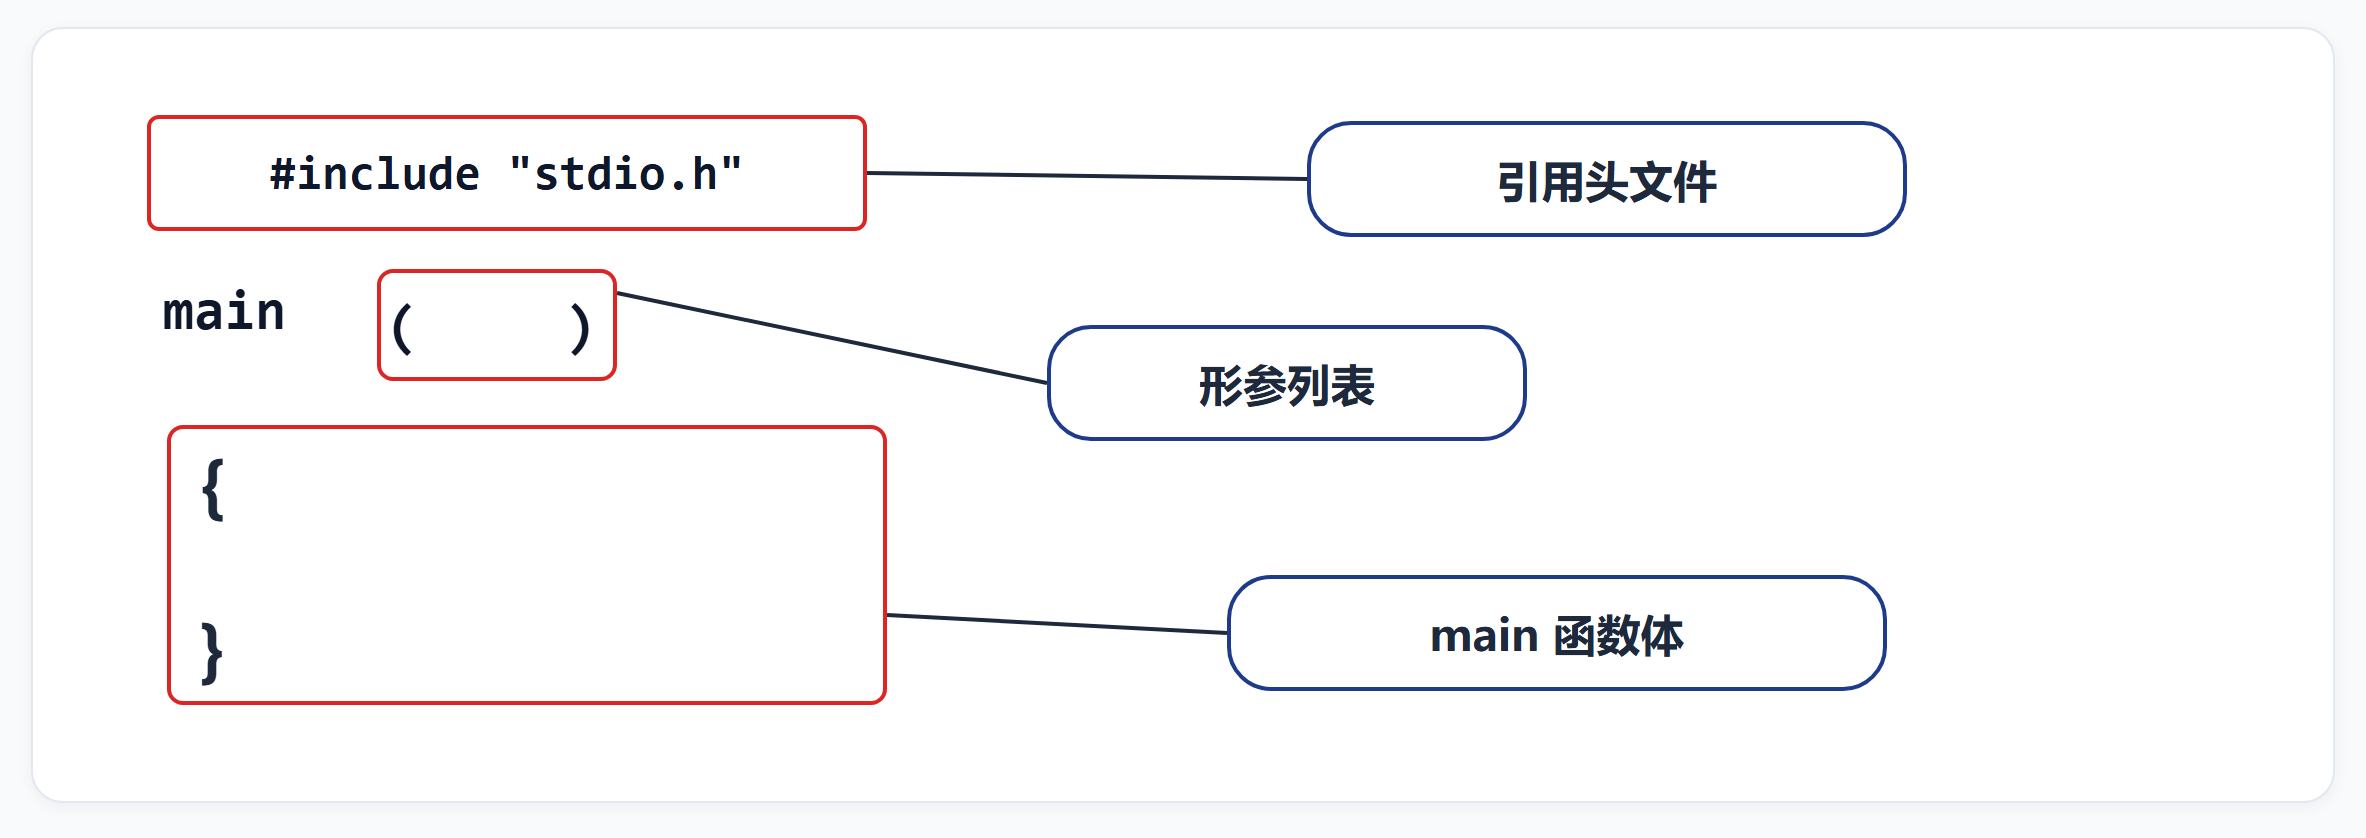 #include "stdio.h"
引用头文件
main
( )
形参列表
{
}
main 函数体